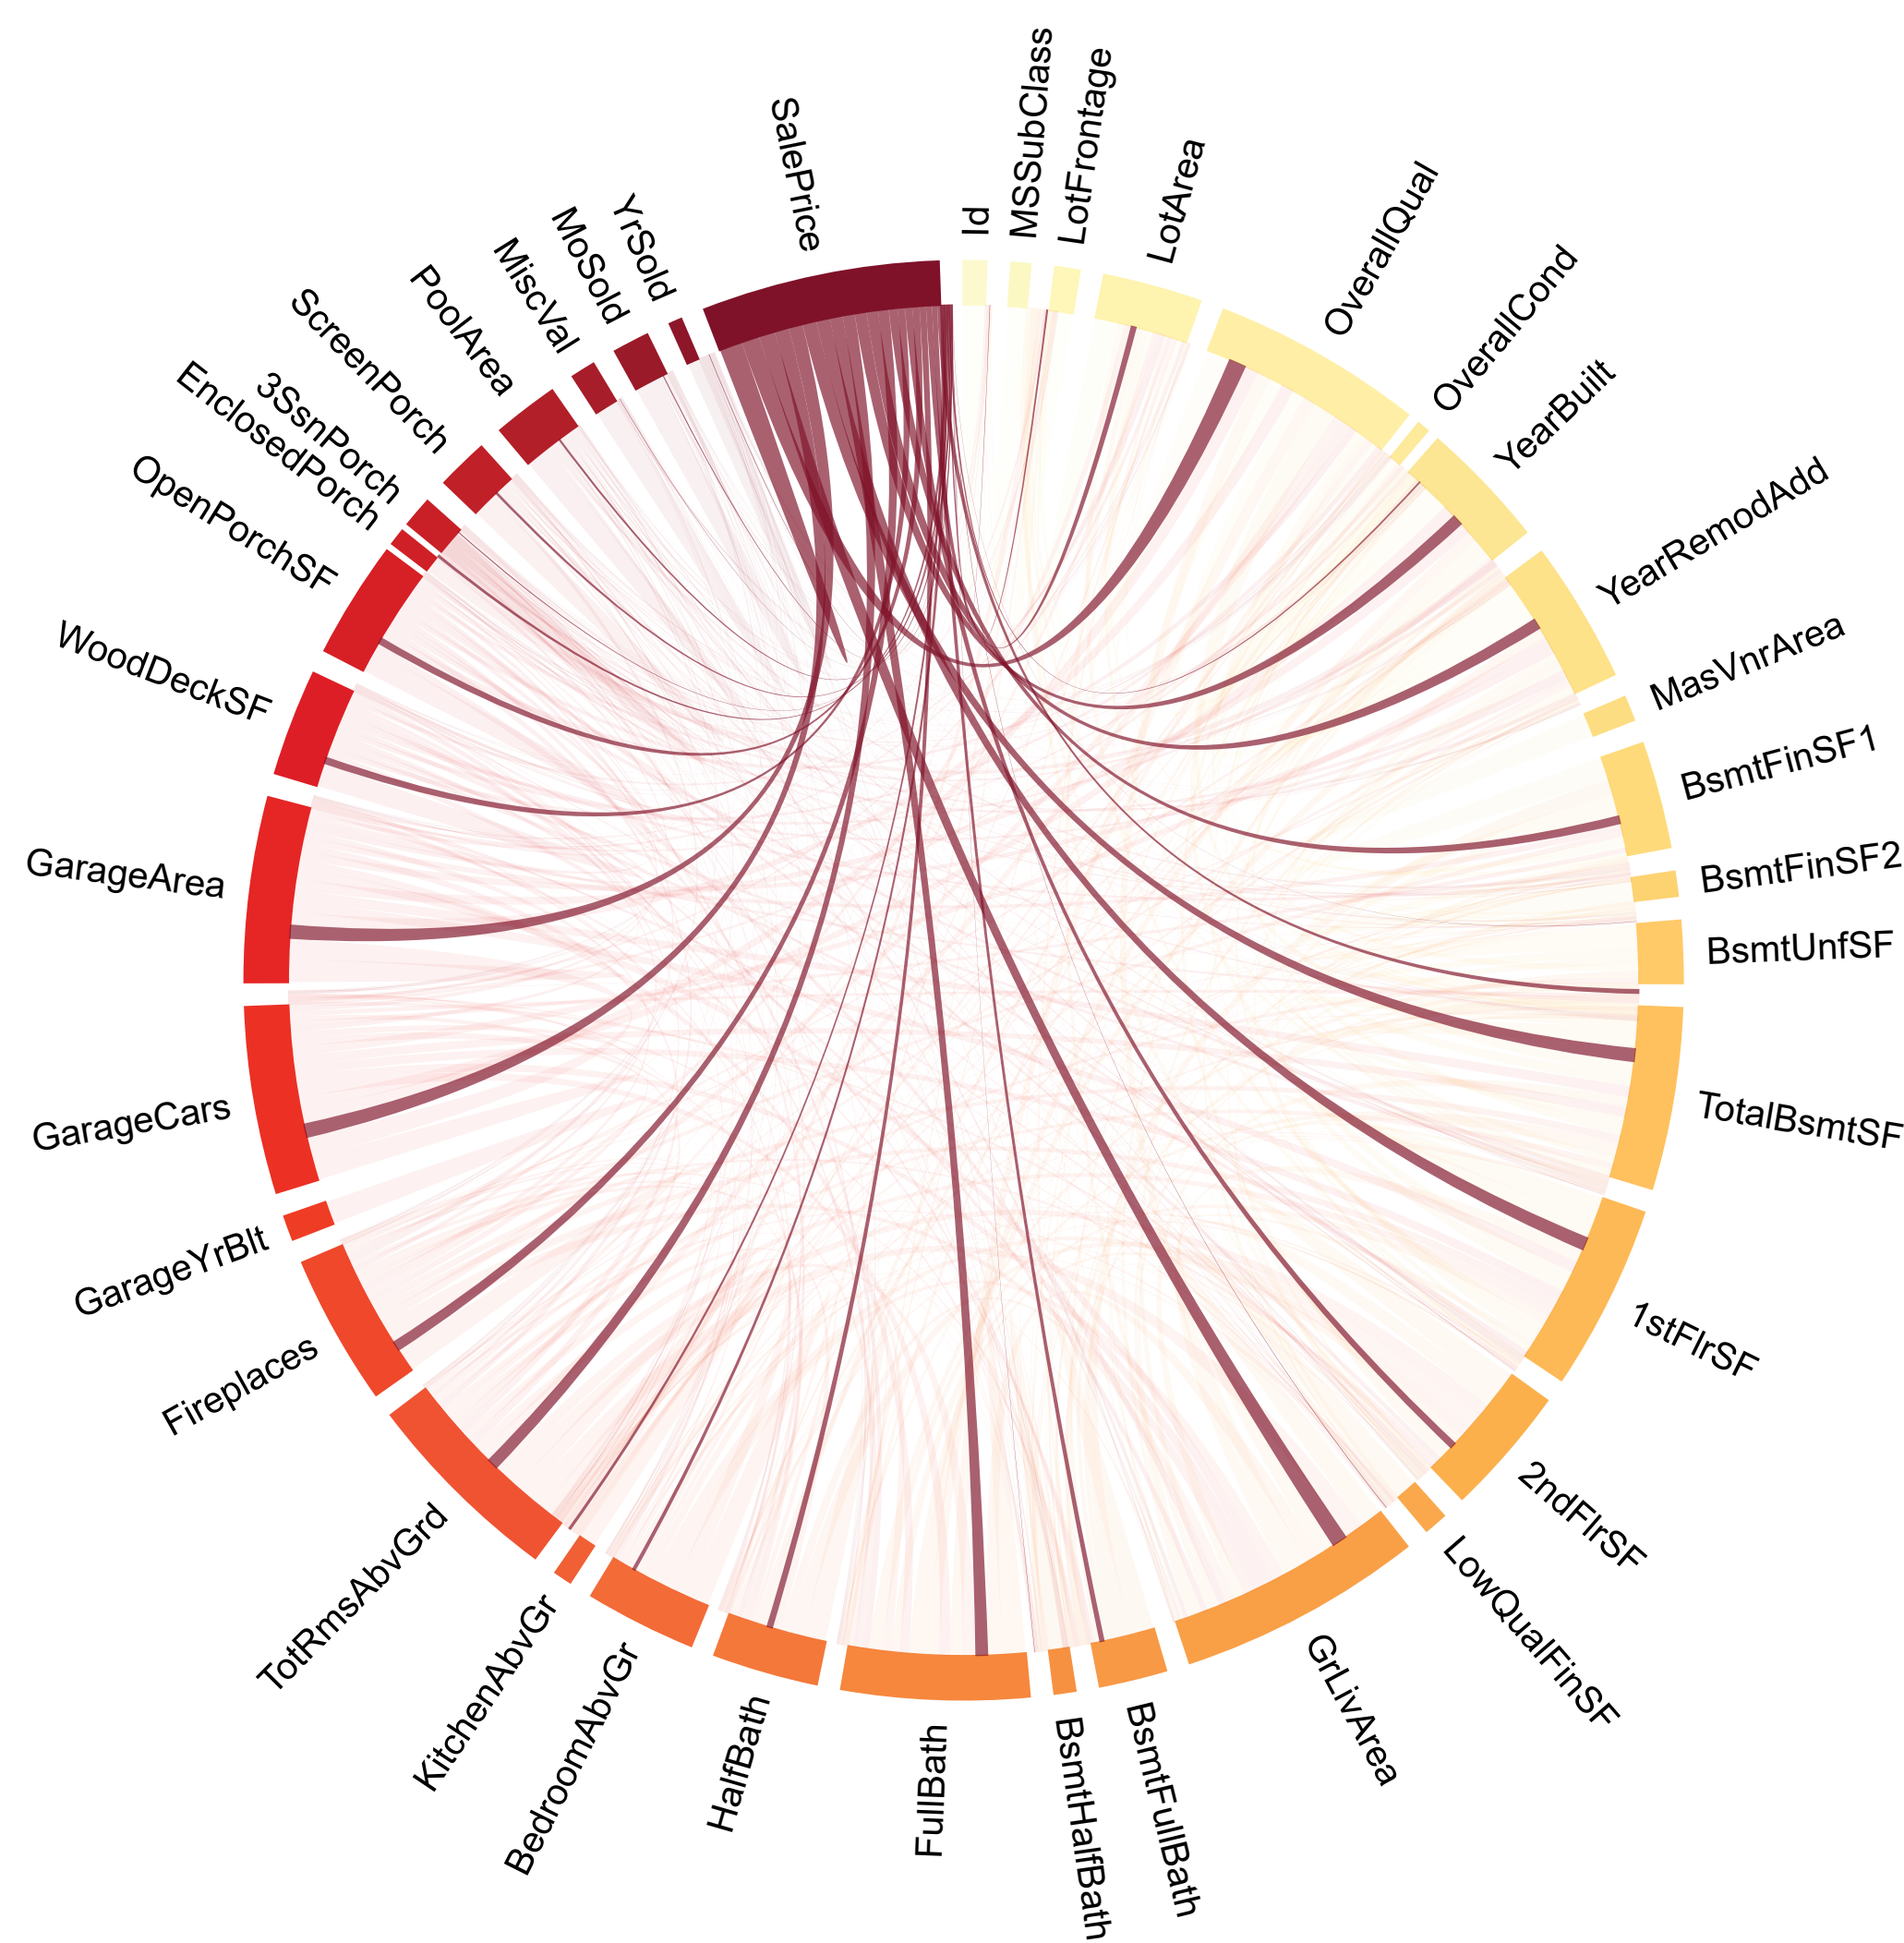 SalePrice
Id
MSSubClass
LotFrontage
LotArea
OverallQual
OverallCond
YearBuilt
YearRemodAdd
MasVnrArea
BsmtFinSF1
BsmtFinSF2
BsmtUnfSF
TotalBsmtSF
1stFlrSF
2ndFlrSF
LowQualFinSF
GrLivArea
BsmtFullBath
BsmtHalfBath
FullBath
HalfBath
BedroomAbvGr
KitchenAbvGr
TotRmsAbvGrd
Fireplaces
GarageYrBlt
GarageCars
GarageArea
WoodDeckSF
OpenPorchSF
EnclosedPorch
3SsnPorch
ScreenPorch
PoolArea
MiscVal
MoSold
YrSold